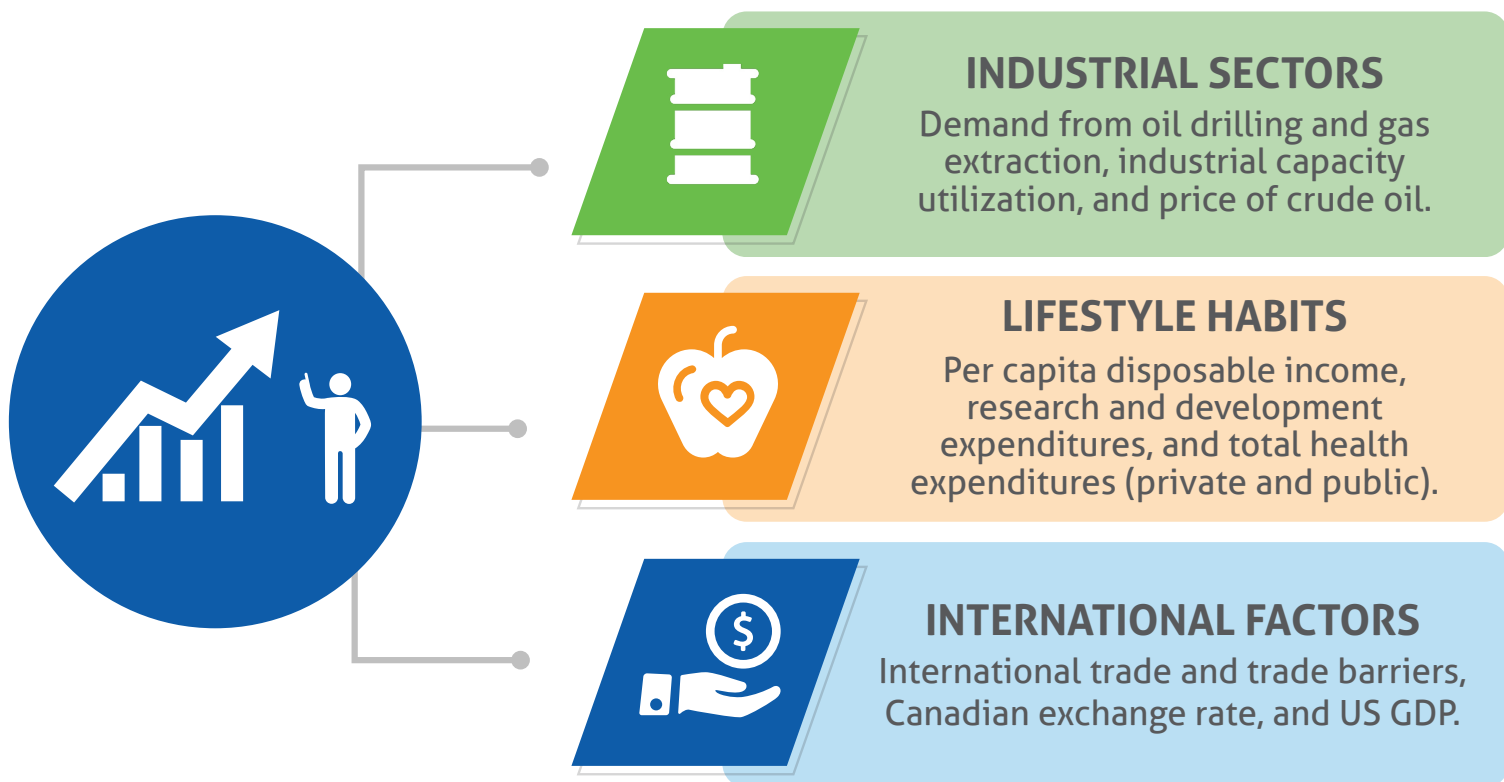 INDUSTRIAL SECTORS
Demand from oil drilling and gas
extraction, industrial capacity
utilization, and price of crude oil.
LIFESTYLE HABITS
Per capita disposable income,
research and development
expenditures, and total health
expenditures (private and public).
$
INTERNATIONAL FACTORS
International trade and trade barriers,
Canadian exchange rate, and US GDP.